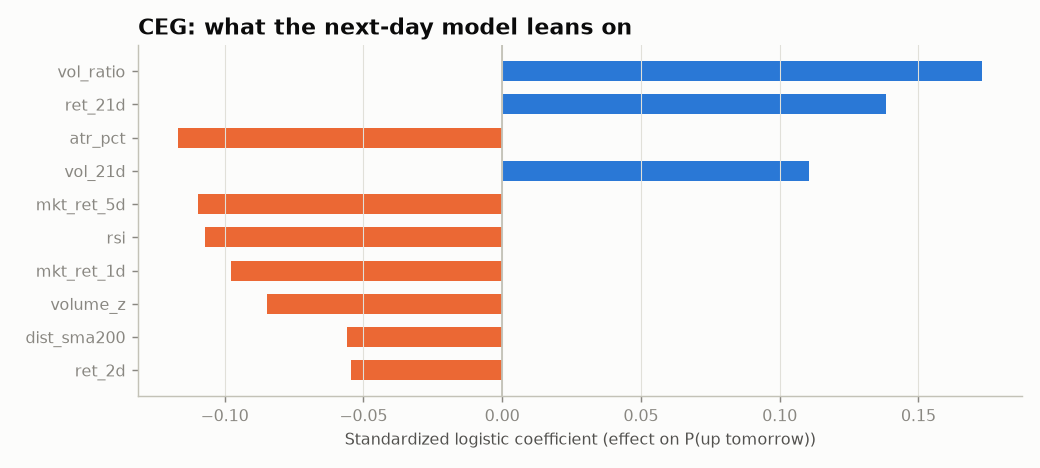 CEG: what the next-day model leans on
vol_ratio
ret_21d
atr_pct
vol_21d
mkt_ret_5d
rsi
mkt_ret_1d
volume_z
dist_sma200
ret_2d
−0.10 −0.05 0.00 0.05 0.10 0.15
Standardized logistic coefficient (effect on P(up tomorrow))